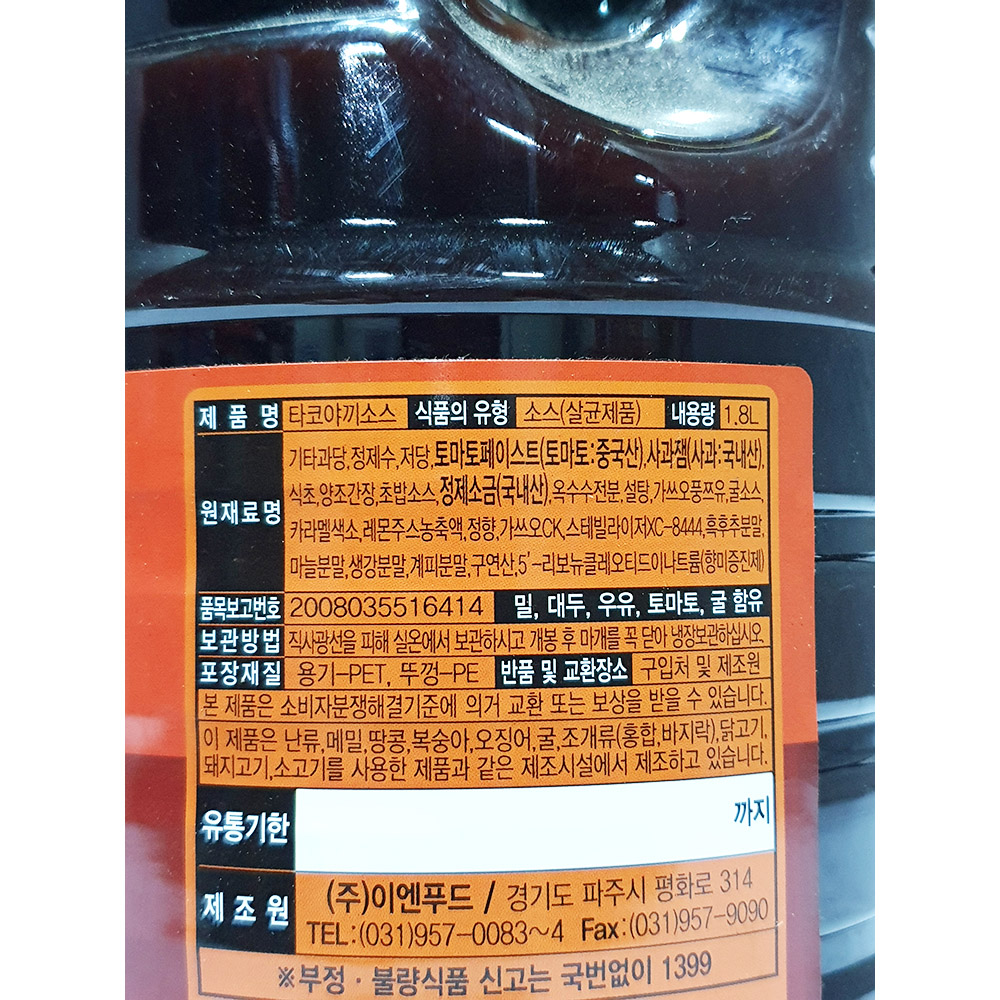 제 품 명 타코야끼소스 식품의 유형 소스(살균제품) 내용량 1.8L
원재료명
기타과당,정제수,저당,토마토페이스트(토마토:중국산),사과잼(사과:국내산),
식초,양조간장,초밥소스,정제소금(국내산),옥수수전분,설탕,가쓰오풍쯔유,굴소스,
카라멜색소,레몬주스농축액,정향,가쓰오CK,스테빌라이저XC-8444,흑후추분말,
마늘분말,생강분말,계피분말,구연산,5'-리보뉴클레오티드이나트륨(향미증진제)
품목보고번호 2008035516414 밀, 대두, 우유, 토마토, 굴 함유
보관방법 직사광선을 피해 실온에서 보관하시고 개봉 후 마개를 꼭 닫아 냉장보관하십시오.
포장재질 용기-PET, 뚜껑-PE 반품 및 교환장소 구입처 및 제조원
본 제품은 소비자분쟁해결기준에 의거 교환 또는 보상을 받을 수 있습니다.
이 제품은 난류,메밀,땅콩,복숭아,오징어,굴,조개류(홍합,바지락),닭고기,
돼지고기,소고기를 사용한 제품과 같은 제조시설에서 제조하고 있습니다.
유통기한 까지
제 조 원 (주)이엔푸드 / 경기도 파주시 평화로 314
TEL:(031)957-0083~4 Fax:(031)957-9090
※부정·불량식품 신고는 국번없이 1399